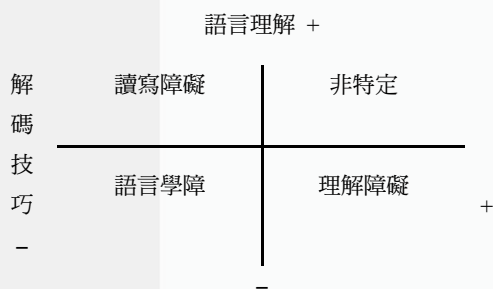 語言理解 +
解碼技巧 −
讀寫障礙 非特定
語言學障 理解障礙
+
−